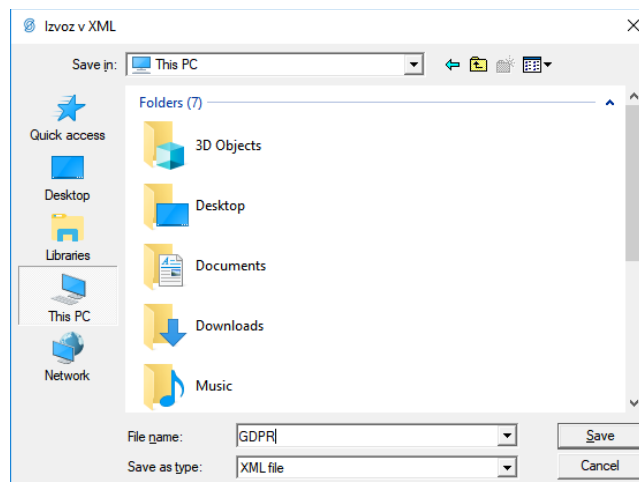 Izvoz v XML
Save in: This PC
Folders (7)
Quick access
Desktop
Libraries
This PC
Network
3D Objects
Desktop
Documents
Downloads
Music
File name: GDPR
Save
Save as type: XML file
Cancel